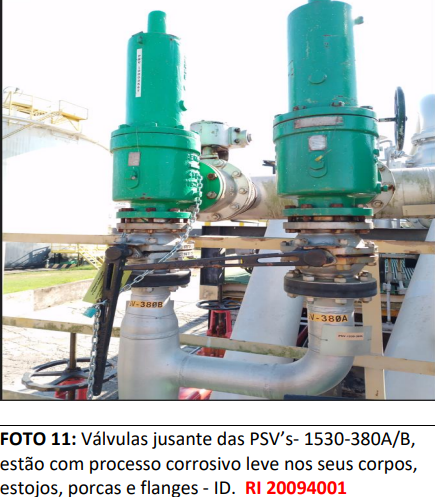 V-380B
V-380A
FOTO 11: Válvulas jusante das PSV's- 1530-380A/B,
estão com processo corrosivo leve nos seus corpos,
estojos, porcas e flanges - ID. RI 20094001